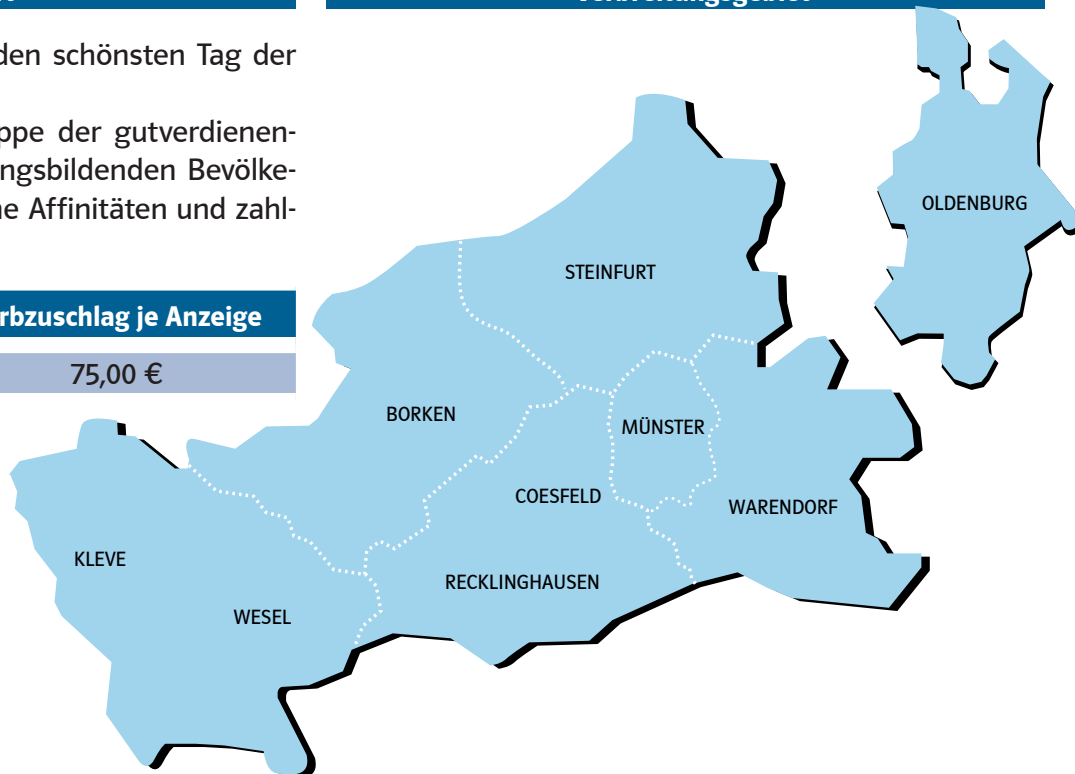 den schönsten Tag der
ppe der gutverdienen-
ngsbildenden Bevölke-
ne Affinitäten und zahl-
rbzuschlag je Anzeige
75,00 €
OLDENBURG
STEINFURT
BORKEN
MÜNSTER
COESFELD
WARENDORF
KLEVE
RECKLINGHAUSEN
WESEL